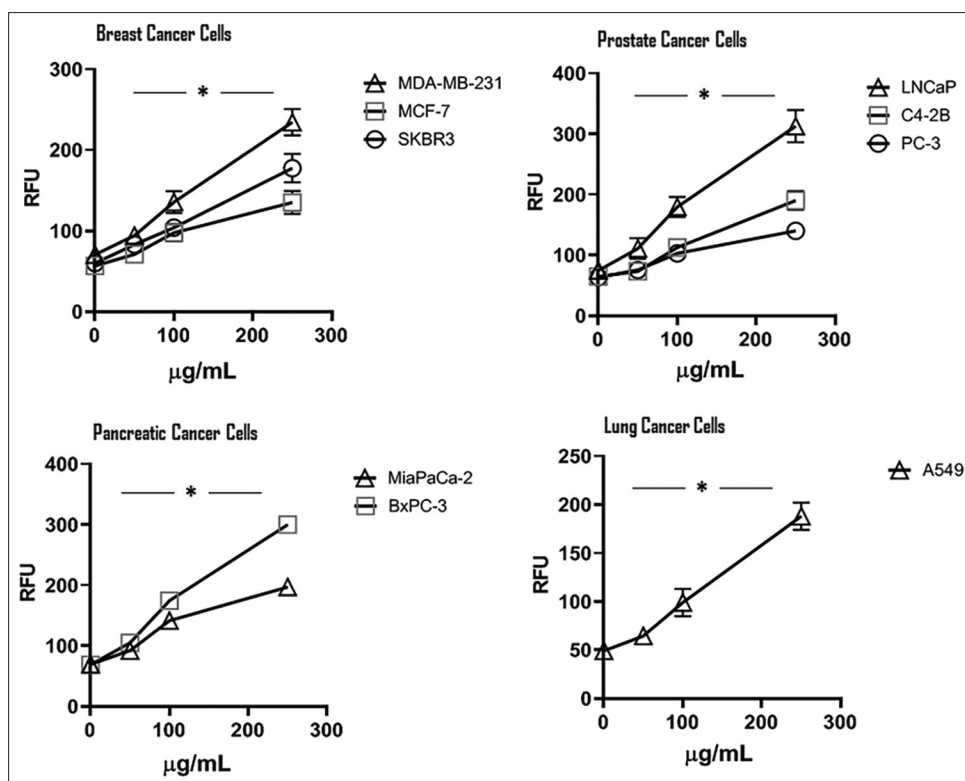 Breast Cancer Cells
300
200
100
0
RFU
*
MDA-MB-231
MCF-7
SKBR3
0 100 200 300
μg/mL
Prostate Cancer Cells
400
300
200
100
0
RFU
*
LNCaP
C4-2B
PC-3
0 100 200 300
μg/mL
Pancreatic Cancer Cells
400
300
200
100
0
RFU
*
MiaPaCa-2
BxPC-3
0 100 200 300
μg/mL
Lung Cancer Cells
250
200
150
100
50
0
RFU
*
A549
0 100 200 300
μg/mL